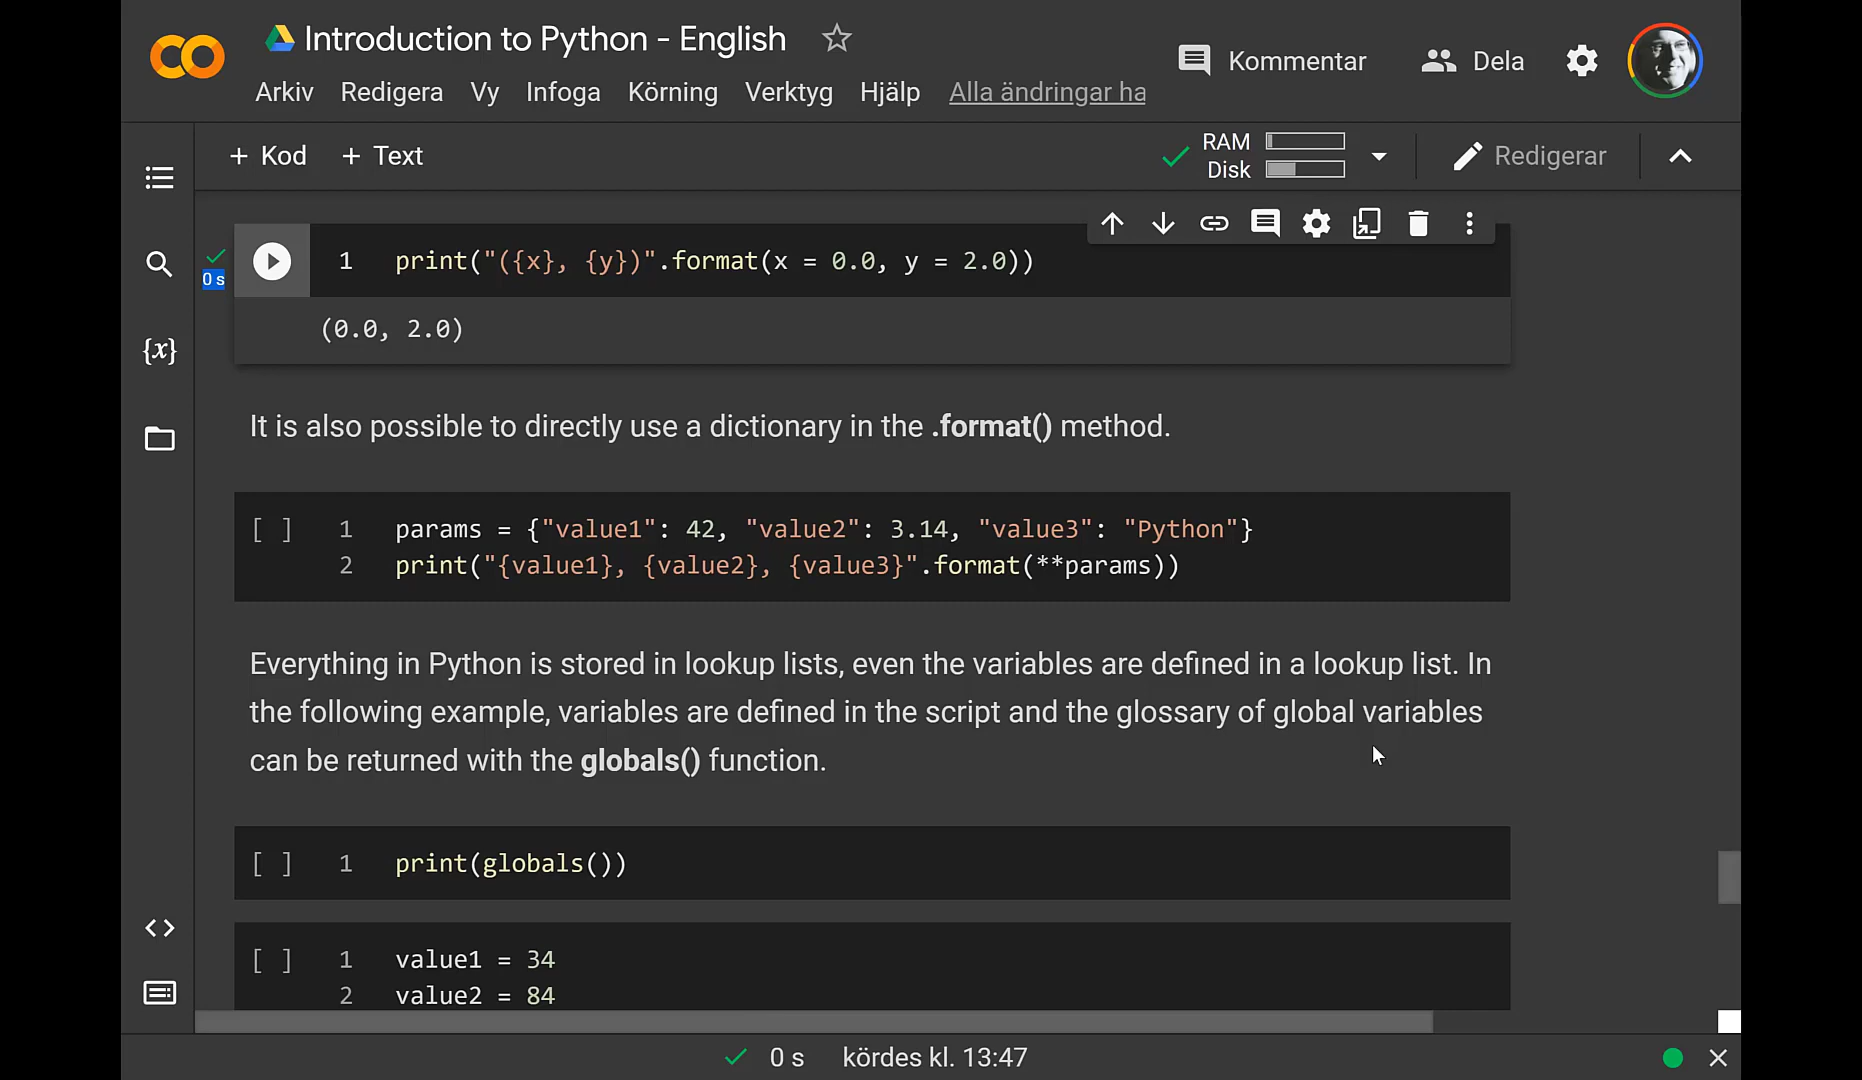 Introduction to Python - English
Kommentar
Dela
Arkiv Redigera Vy Infoga Körning Verktyg Hjälp Alla ändringar ha
+ Kod + Text
RAM
Disk
Redigerar
0 s
1 print("({x}, {y})".format(x = 0.0, y = 2.0))
(0.0, 2.0)
{x}
It is also possible to directly use a dictionary in the .format() method.
[ ] 1 params = {"value1": 42, "value2": 3.14, "value3": "Python"}
2 print("{value1}, {value2}, {value3}".format(**params))
Everything in Python is stored in lookup lists, even the variables are defined in a lookup list. In
the following example, variables are defined in the script and the glossary of global variables
can be returned with the globals() function.
[ ] 1 print(globals())
[ ] 1 value1 = 34
2 value2 = 84
0 s kördes kl. 13:47